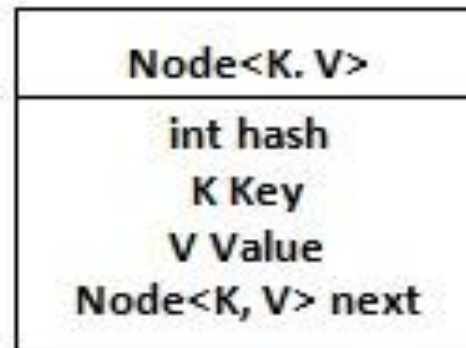 Node<K. V>
int hash
K Key
V Value
Node<K, V> next